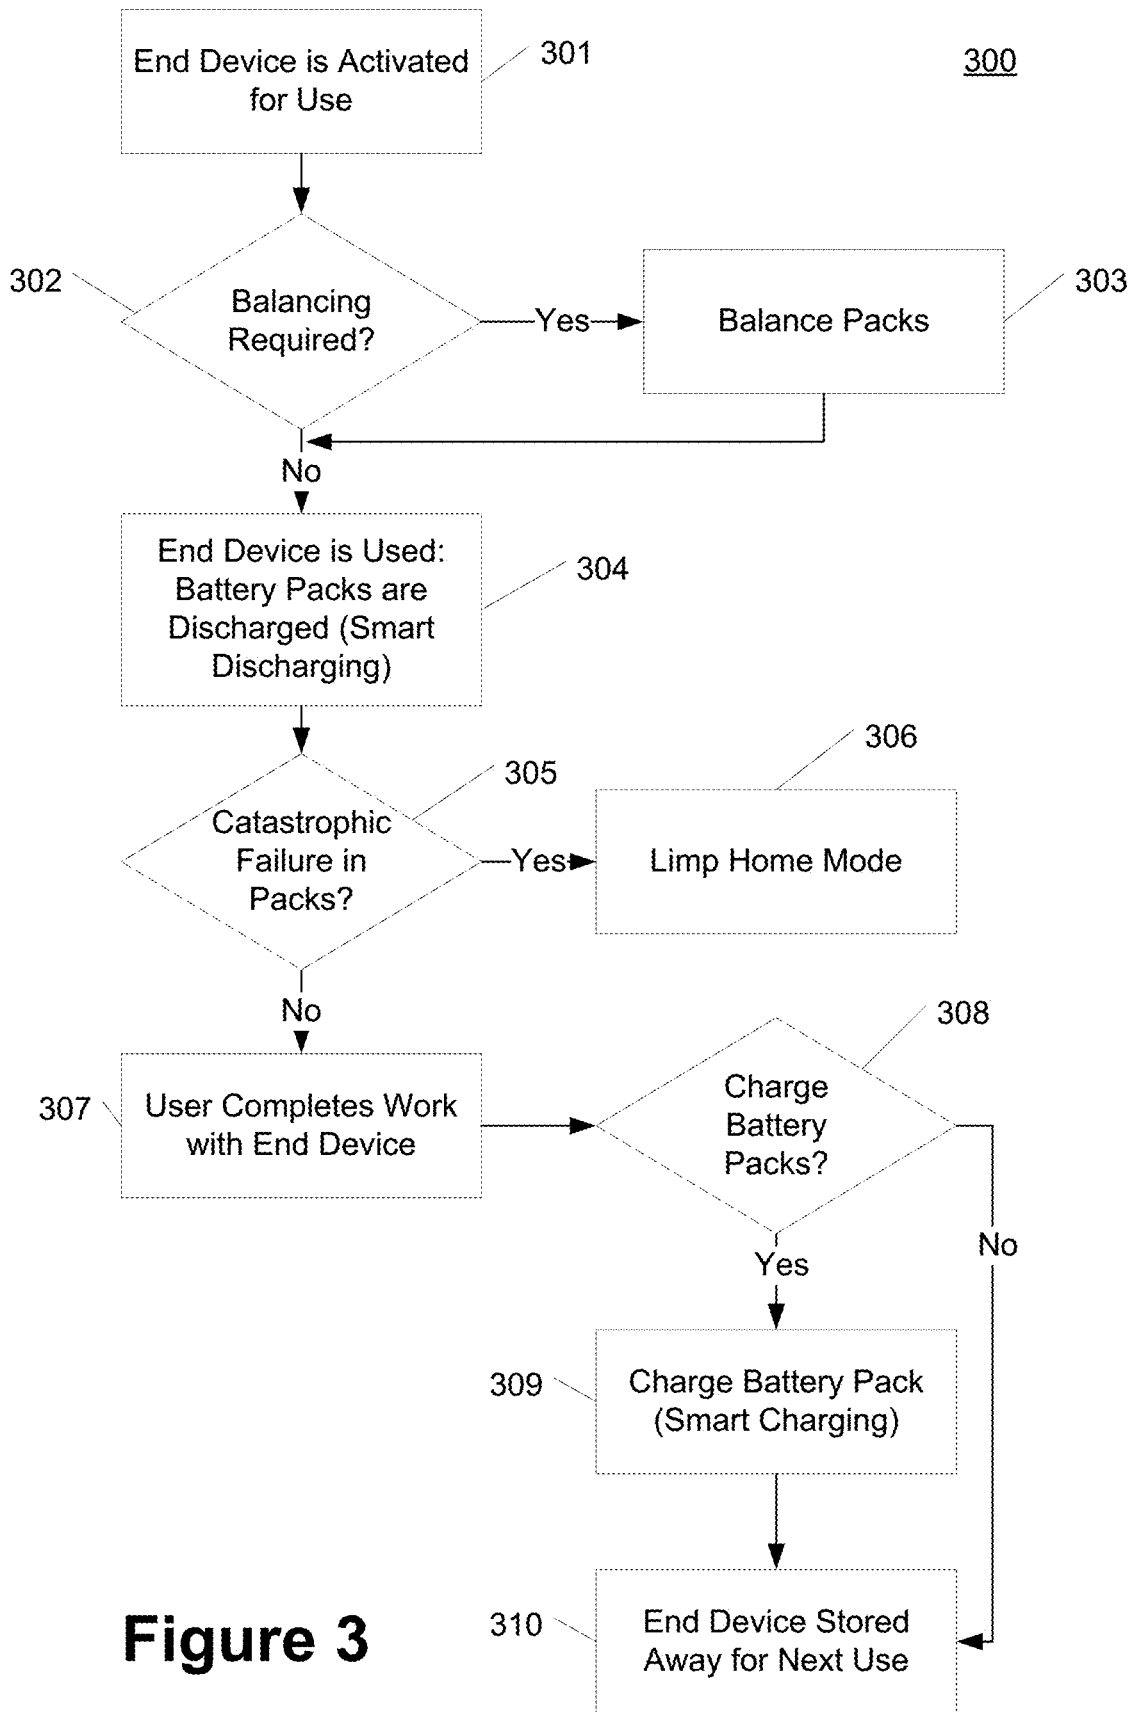 End Device is Activated
for Use
301
300
302
Balancing
Required?
Yes
Balance Packs
303
No
End Device is Used:
Battery Packs are
Discharged (Smart
Discharging)
304
305
Catastrophic
Failure in
Packs?
Yes
306
Limp Home Mode
No
307
User Completes Work
with End Device
308
Charge
Battery
Packs?
No
Yes
309
Charge Battery Pack
(Smart Charging)
310
End Device Stored
Away for Next Use
Figure 3